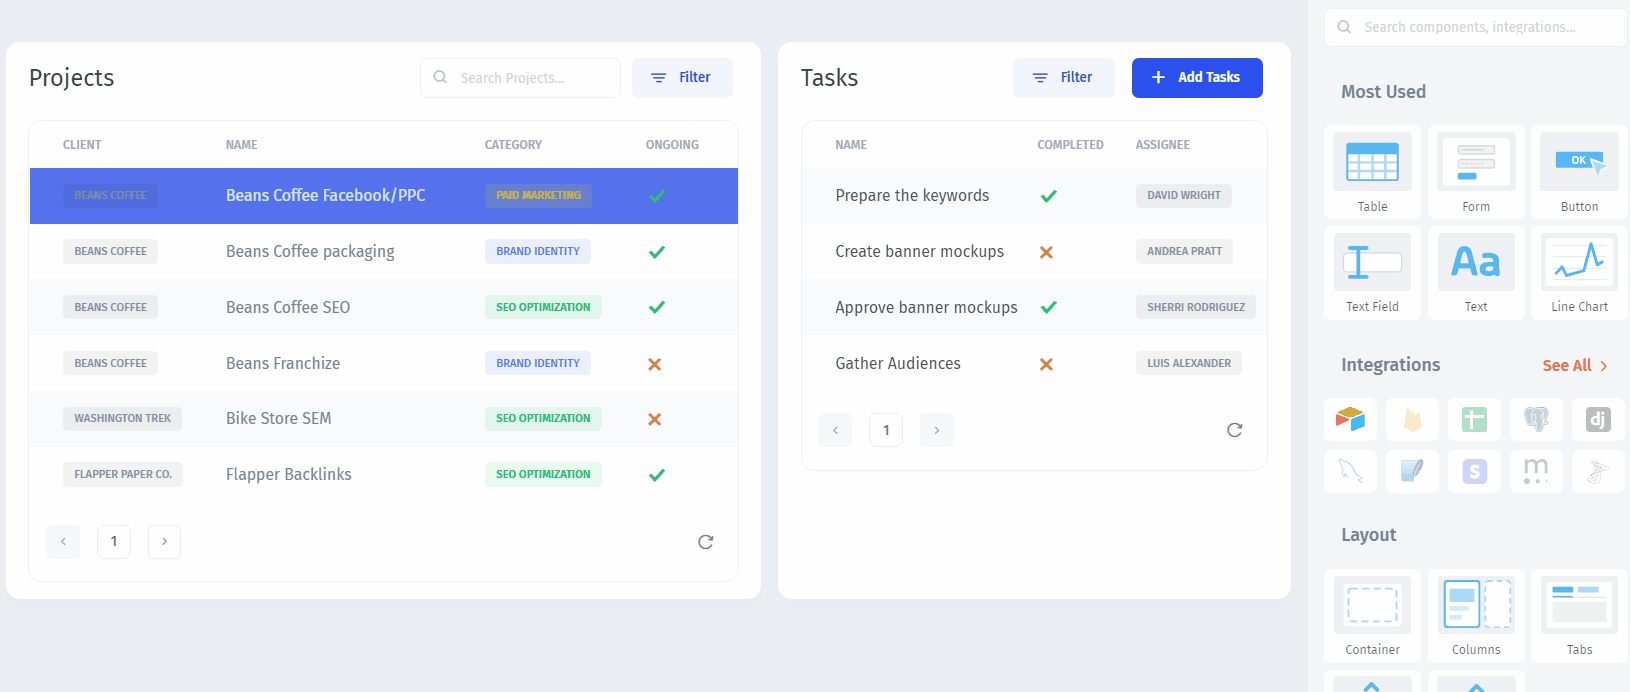 Projects
Search Projects...
Filter
CLIENT NAME CATEGORY ONGOING
BEANS COFFEE Beans Coffee Facebook/PPC PAID MARKETING
BEANS COFFEE Beans Coffee packaging BRAND IDENTITY
BEANS COFFEE Beans Coffee SEO SEO OPTIMIZATION
BEANS COFFEE Beans Franchize BRAND IDENTITY
WASHINGTON TREK Bike Store SEM SEO OPTIMIZATION
FLAPPER PAPER CO. Flapper Backlinks SEO OPTIMIZATION
1
Tasks
Filter
Add Tasks
NAME COMPLETED ASSIGNEE
Prepare the keywords DAVID WRIGHT
Create banner mockups ANDREA PRATT
Approve banner mockups SHERRI RODRIGUEZ
Gather Audiences LUIS ALEXANDER
1
Search components, integrations...
Most Used
OK
Table Form Button
Aa
Text Field Text Line Chart
Integrations See All
dj
S m
Layout
Container Columns Tabs